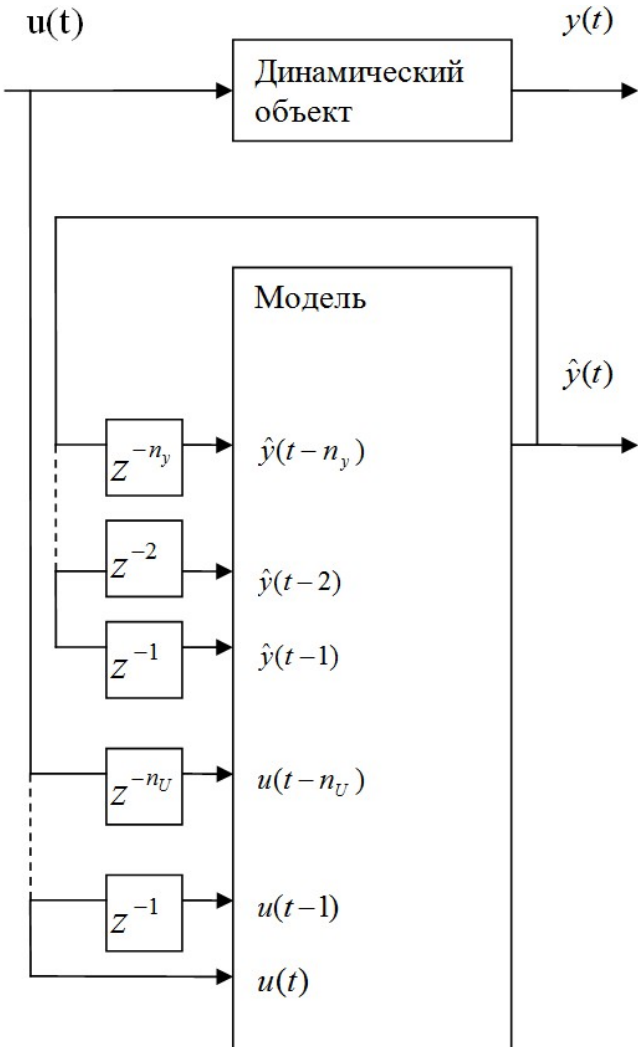 u(t)
y(t)
Динамический
объект
Модель
ŷ(t)
z^{-n_y}
ŷ(t − n_y)
z^{-2}
ŷ(t−2)
z^{-1}
ŷ(t−1)
z^{-n_U}
u(t−n_U)
z^{-1}
u(t−1)
u(t)